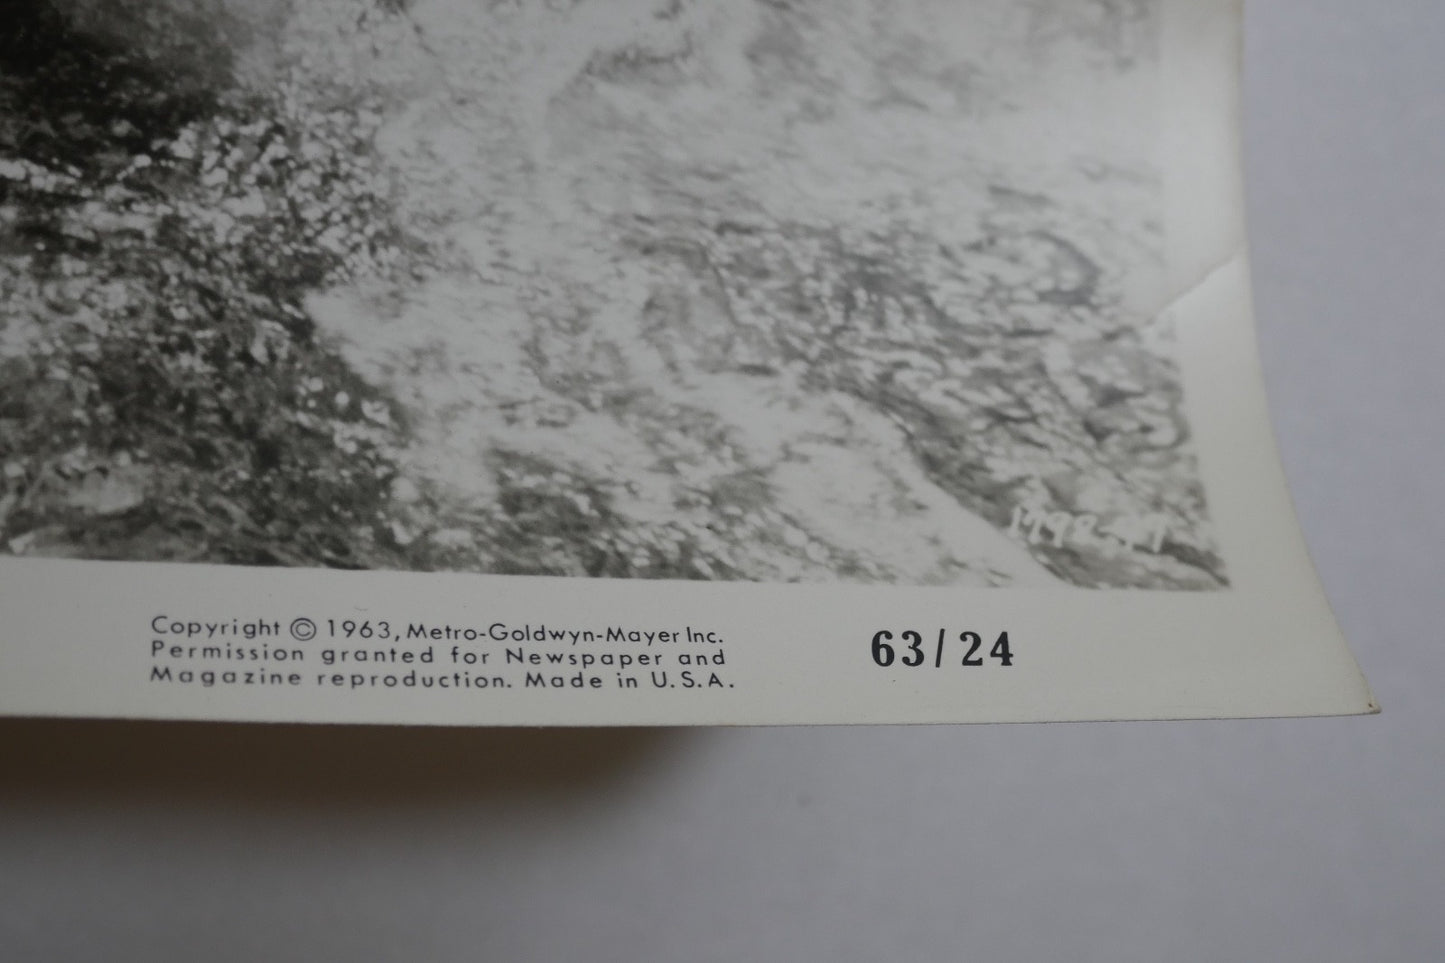 Copyright © 1963, Metro-Goldwyn-Mayer Inc.
Permission granted for Newspaper and
Magazine reproduction. Made in U.S.A.
63/24